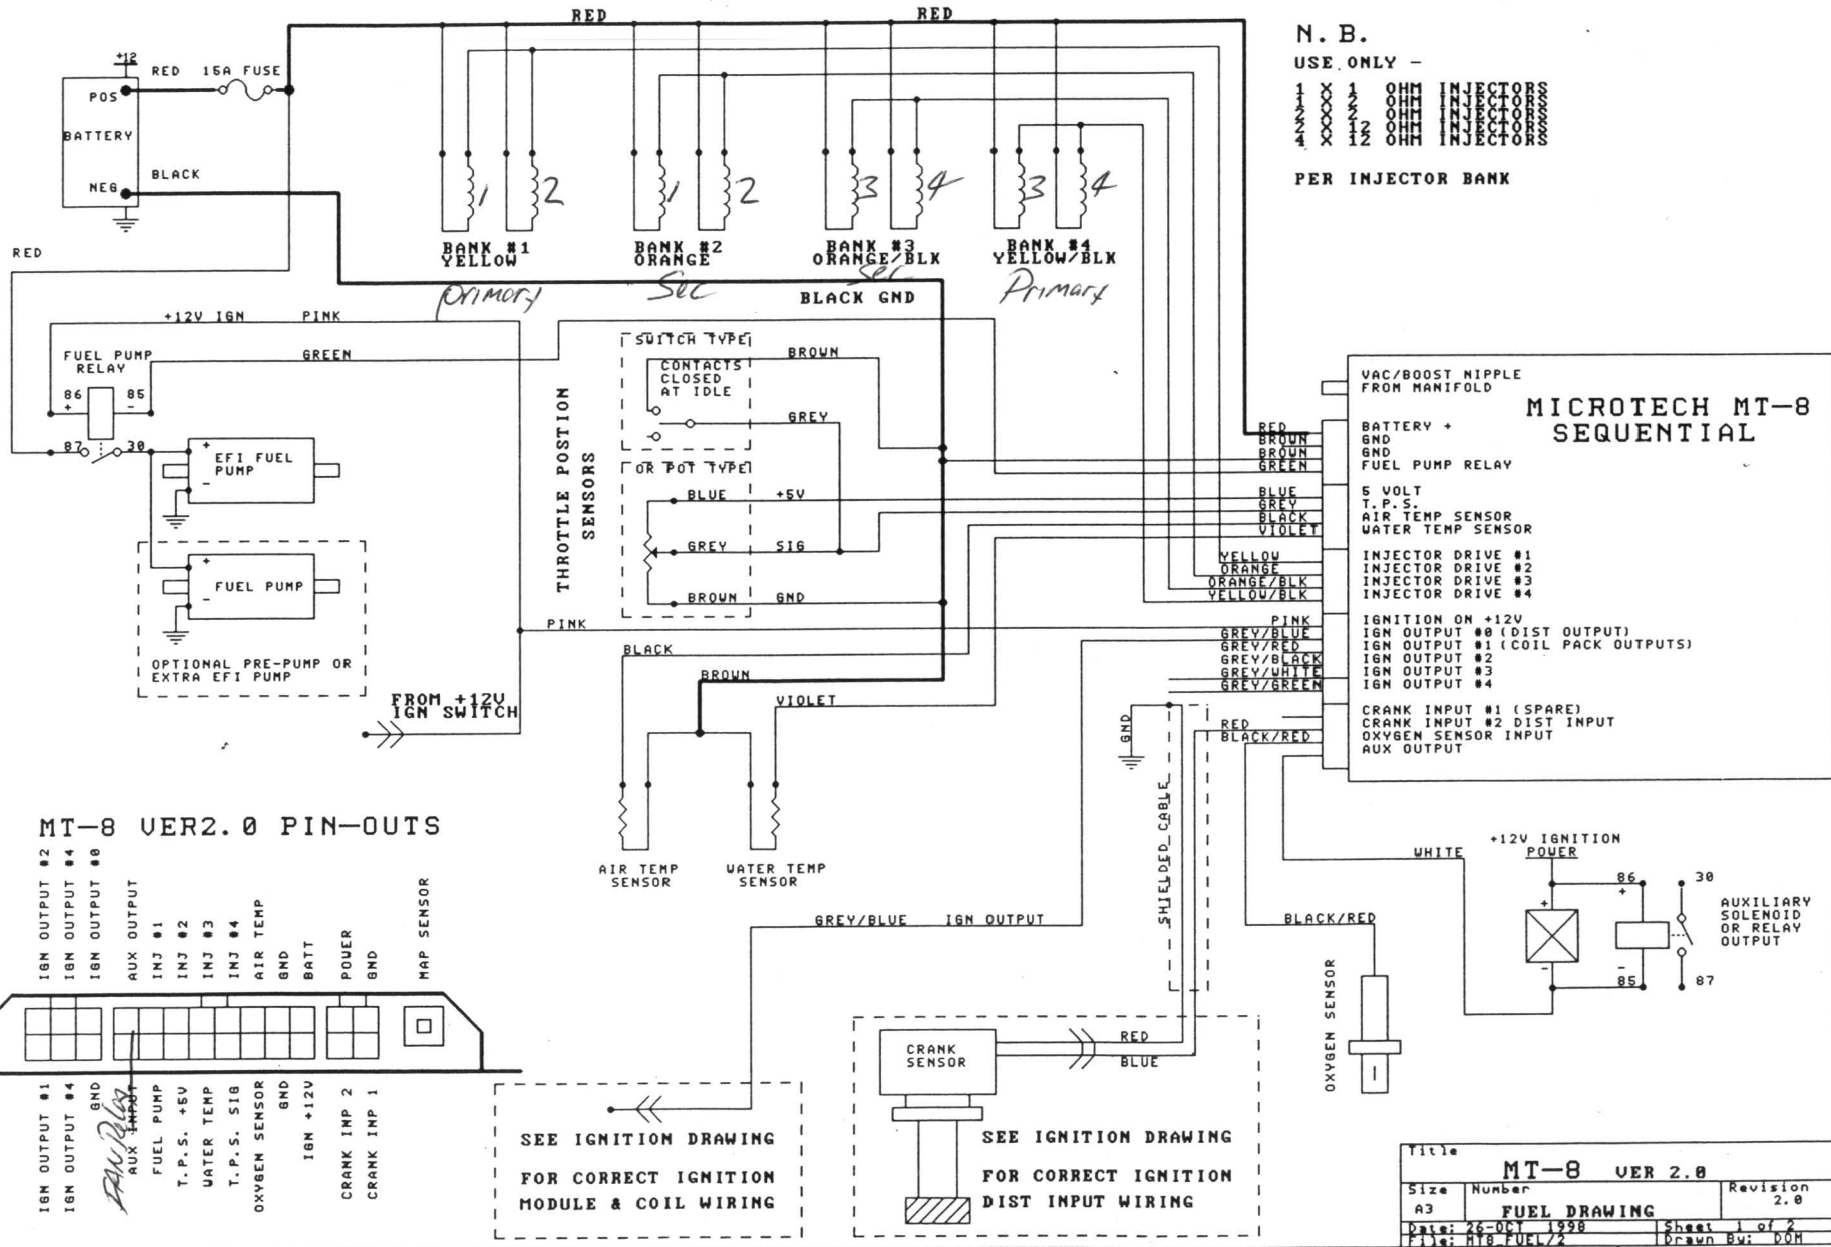 RED
RED
N.B.
USE ONLY -
1 X 1 OHM INJECTORS
1 X 2 OHM INJECTORS
2 X 2 OHM INJECTORS
2 X 12 OHM INJECTORS
4 X 12 OHM INJECTORS
PER INJECTOR BANK
+12
RED 15A FUSE
POS
BATTERY
NEG
BLACK
RED
1 2
1 2
3 4
3 4
BANK #1
YELLOW
primary
BANK #2
ORANGE
Sec
BANK #3
ORANGE/BLK
Sec
BANK #4
YELLOW/BLK
Primary
BLACK GND
+12V IGN PINK
FUEL PUMP
RELAY
GREEN
86 85
+ -
87 30
+
EFI FUEL
PUMP
-
+
FUEL PUMP
-
OPTIONAL PRE-PUMP OR
EXTRA EFI PUMP
THROTTLE POSTION
SENSORS
SWITCH TYPE
CONTACTS
CLOSED
AT IDLE
BROWN
GREY
OR POT TYPE
BLUE +5V
GREY SIG
BROWN GND
PINK
BLACK
BROWN
VIOLET
FROM +12V
IGN SWITCH
AIR TEMP
SENSOR
WATER TEMP
SENSOR
MICROTECH MT-8
SEQUENTIAL
VAC/BOOST NIPPLE
FROM MANIFOLD
RED BATTERY +
BROWN GND
BROWN GND
GREEN FUEL PUMP RELAY
BLUE 5 VOLT
GREY T.P.S.
BLACK AIR TEMP SENSOR
VIOLET WATER TEMP SENSOR
YELLOW INJECTOR DRIVE #1
ORANGE INJECTOR DRIVE #2
ORANGE/BLK INJECTOR DRIVE #3
YELLOW/BLK INJECTOR DRIVE #4
PINK IGNITION ON +12V
GREY/BLUE IGN OUTPUT #0 (DIST OUTPUT)
GREY/RED IGN OUTPUT #1 (COIL PACK OUTPUTS)
GREY/BLACK IGN OUTPUT #2
GREY/WHITE IGN OUTPUT #3
GREY/GREEN IGN OUTPUT #4
CRANK INPUT #1 (SPARE)
RED CRANK INPUT #2 DIST INPUT
BLACK/RED OXYGEN SENSOR INPUT
AUX OUTPUT
GND
SHIELDED CABLE
GREY/BLUE IGN OUTPUT
WHITE
+12V IGNITION
POWER
86 30
+ +
- -
85 87
AUXILIARY
SOLENOID
OR RELAY
OUTPUT
BLACK/RED
OXYGEN SENSOR
CRANK
SENSOR
RED
BLUE
SEE IGNITION DRAWING
FOR CORRECT IGNITION
MODULE & COIL WIRING
SEE IGNITION DRAWING
FOR CORRECT IGNITION
DIST INPUT WIRING
MT-8 VER2.0 PIN-OUTS
IGN OUTPUT #2
IGN OUTPUT #4
IGN OUTPUT #0
AUX OUTPUT
INJ #1
INJ #2
INJ #3
INJ #4
AIR TEMP
GND
BATT
POWER
GND
MAP SENSOR
IGN OUTPUT #1
IGN OUTPUT #4
GND
AUX INPUT
FUEL PUMP
T.P.S. +5V
WATER TEMP
T.P.S. SIG
OXYGEN SENSOR
GND
IGN +12V
CRANK INP 2
CRANK INP 1
Title
MT-8 VER 2.0
Size Number Revision
A3 FUEL DRAWING 2.0
Date: 26-OCT 1998 Sheet 1 of 2
File: MT8_FUEL/2 Drawn By: DOM